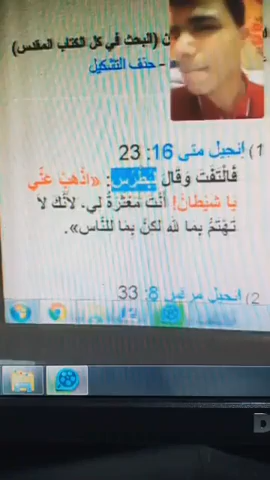 (البحث في كل الكتاب المقدس)
- حذف التشكيل
1) إنجيل متى 16: 23
فَالْتَفَتَ وَقَالَ لِبُطْرُسَ: «اذْهَبْ عَنِّي
يَا شَيْطَانُ! أَنْتَ مَعْثَرَةٌ لِي، لأَنَّكَ لاَ
تَهْتَمُّ بِمَا للهِ لكِنْ بِمَا لِلنَّاسِ».
2) إنجيل مرقس 8: 33